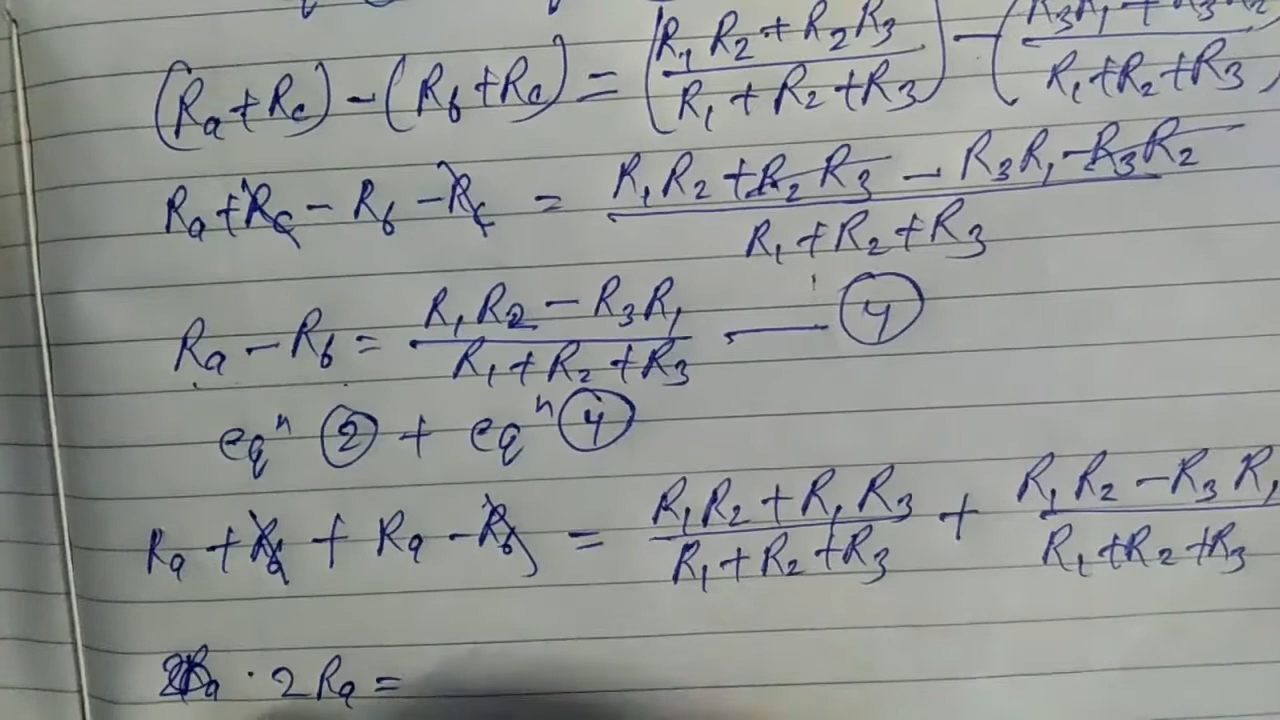 (Ra + Rc) - (Rb + Rc) = (R₁R₂ + R₂R₃ / R₁ + R₂ + R₃) - (R₃R₁ + R₃R₂ / R₁ + R₂ + R₃)
Ra + Rc - Rb - Rc = R₁R₂ + R₂R₃ - R₃R₁ - R₃R₂ / R₁ + R₂ + R₃
Ra - Rb = R₁R₂ - R₃R₁ / R₁ + R₂ + R₃ — ④
eqⁿ ② + eqⁿ ④
Ra + Rb + Ra - Rb = R₁R₂ + R₁R₃ / R₁ + R₂ + R₃ + R₁R₂ - R₃R₁ / R₁ + R₂ + R₃
2Ra =